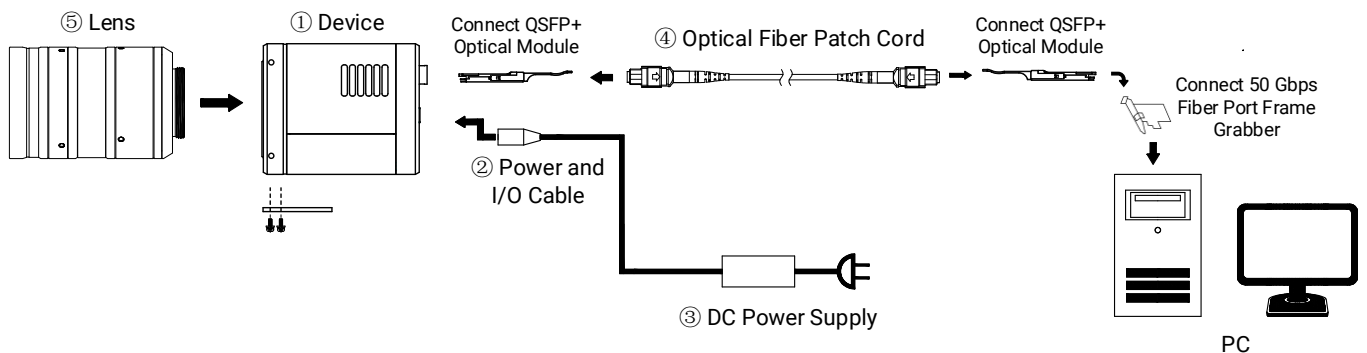 ⑤ Lens
① Device
Connect QSFP+
Optical Module
④ Optical Fiber Patch Cord
Connect QSFP+
Optical Module
Connect 50 Gbps
Fiber Port Frame
Grabber
② Power and
I/O Cable
③ DC Power Supply
PC